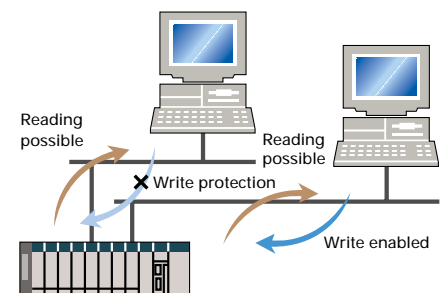 Reading
possible
Reading
possible
Write protection
Write enabled